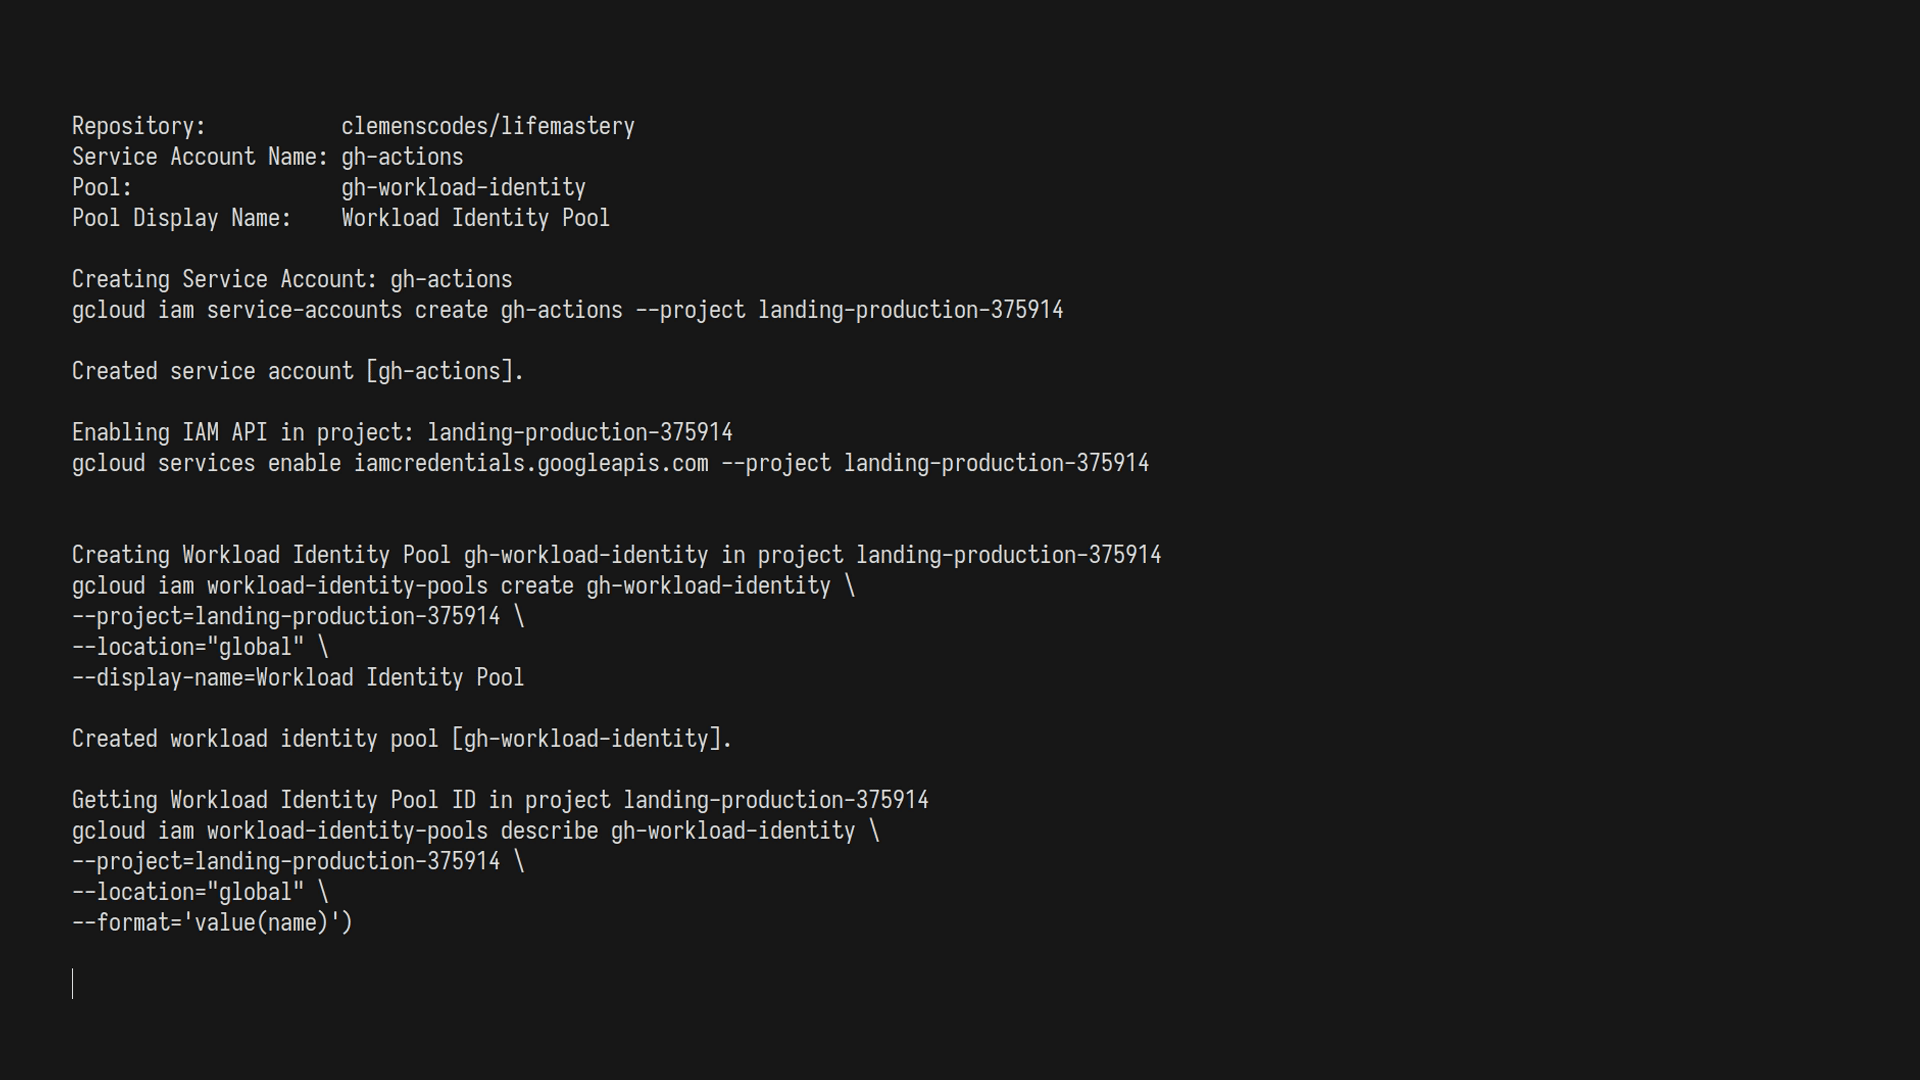 Repository: clemenscodes/lifemastery
Service Account Name: gh-actions
Pool: gh-workload-identity
Pool Display Name: Workload Identity Pool
Creating Service Account: gh-actions
gcloud iam service-accounts create gh-actions --project landing-production-375914
Created service account [gh-actions].
Enabling IAM API in project: landing-production-375914
gcloud services enable iamcredentials.googleapis.com --project landing-production-375914
Creating Workload Identity Pool gh-workload-identity in project landing-production-375914
gcloud iam workload-identity-pools create gh-workload-identity \
--project=landing-production-375914 \
--location="global" \
--display-name=Workload Identity Pool
Created workload identity pool [gh-workload-identity].
Getting Workload Identity Pool ID in project landing-production-375914
gcloud iam workload-identity-pools describe gh-workload-identity \
--project=landing-production-375914 \
--location="global" \
--format='value(name)')